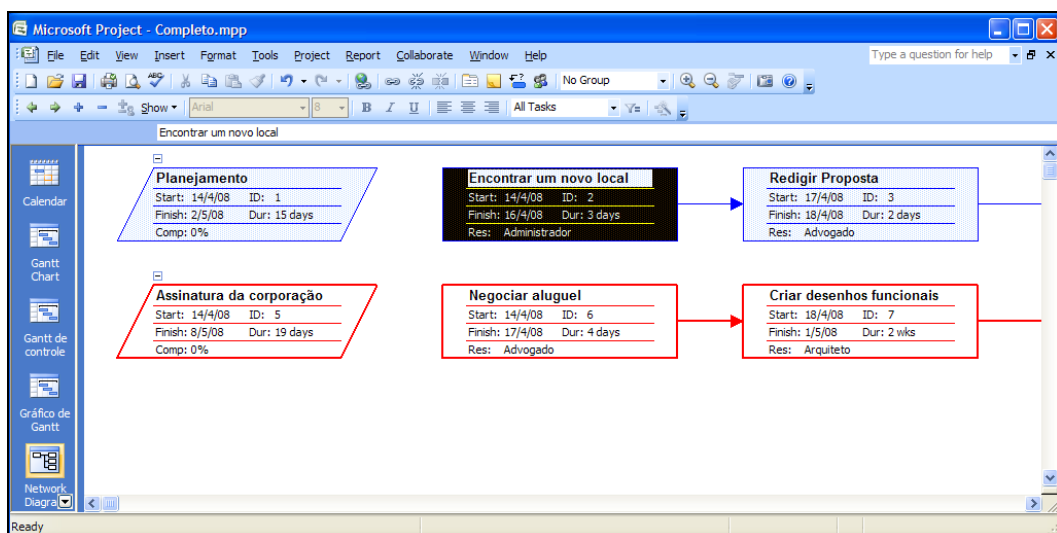 Microsoft Project - Completo.mpp
File Edit View Insert Format Tools Project Report Collaborate Window Help Type a question for help
No Group
Show Arial 8 B I U All Tasks
Encontrar um novo local
Calendar
Gantt
Chart
Gantt de
controle
Gráfico de
Gantt
Network
Diagra
Planejamento
Start: 14/4/08 ID: 1
Finish: 2/5/08 Dur: 15 days
Comp: 0%
Encontrar um novo local
Start: 14/4/08 ID: 2
Finish: 16/4/08 Dur: 3 days
Res: Administrador
Redigir Proposta
Start: 17/4/08 ID: 3
Finish: 18/4/08 Dur: 2 days
Res: Advogado
Assinatura da corporação
Start: 14/4/08 ID: 5
Finish: 8/5/08 Dur: 19 days
Comp: 0%
Negociar aluguel
Start: 14/4/08 ID: 6
Finish: 17/4/08 Dur: 4 days
Res: Advogado
Criar desenhos funcionais
Start: 18/4/08 ID: 7
Finish: 1/5/08 Dur: 2 wks
Res: Arquiteto
Ready